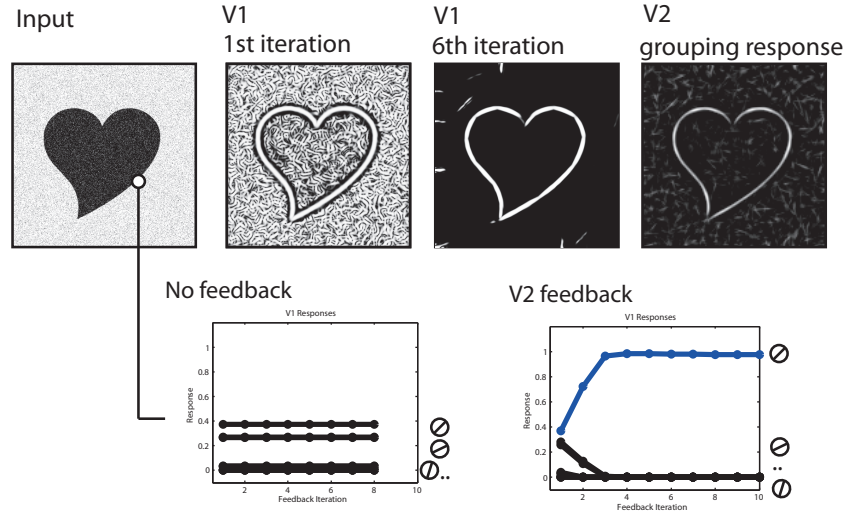 Input
V1
1st iteration
V1
6th iteration
V2
grouping response
No feedback
V1 Responses
1
0.8
0.6
0.4
0.2
0
Response
2 4 6 8 10
Feedback Iteration
..
V2 feedback
V1 Responses
1
0.8
0.6
0.4
0.2
0
Response
2 4 6 8 10
Feedback Iteration
..